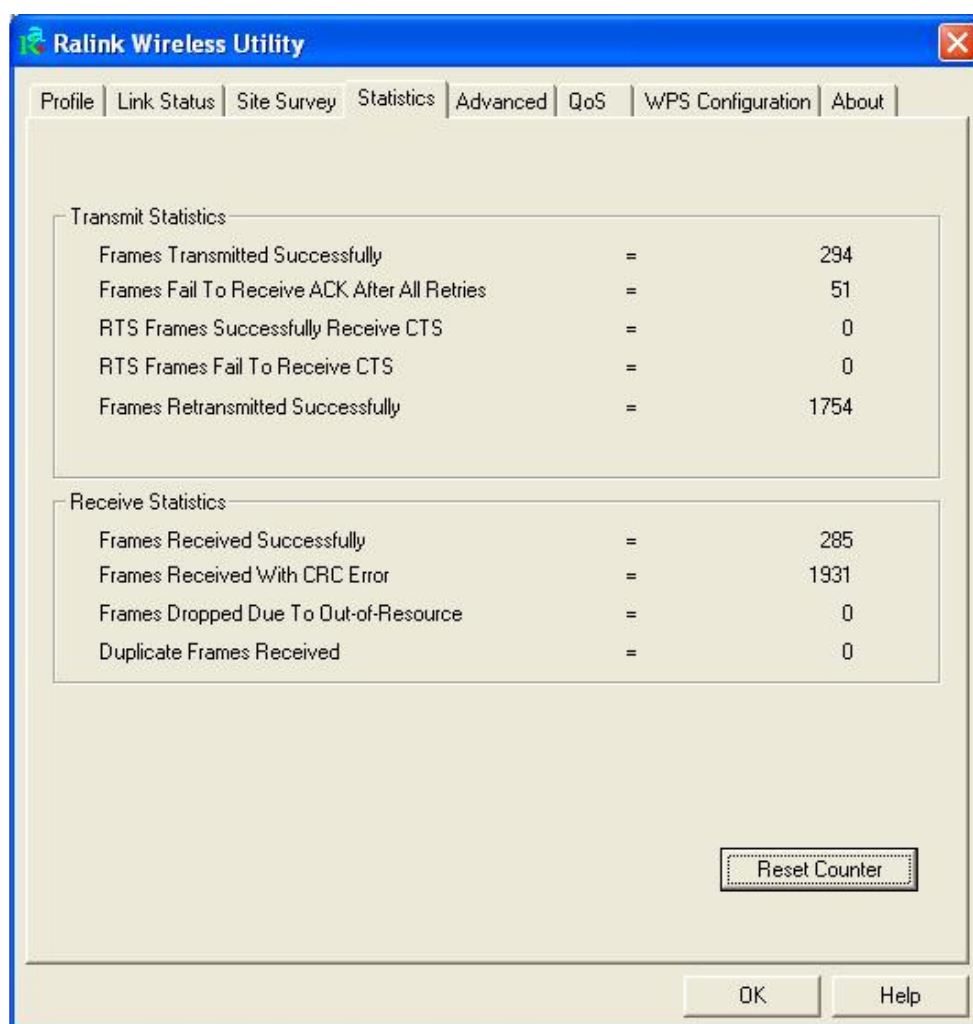 Ralink Wireless Utility
Profile Link Status Site Survey Statistics Advanced QoS WPS Configuration About
Transmit Statistics
Frames Transmitted Successfully = 294
Frames Fail To Receive ACK After All Retries = 51
RTS Frames Successfully Receive CTS = 0
RTS Frames Fail To Receive CTS = 0
Frames Retransmitted Successfully = 1754
Receive Statistics
Frames Received Successfully = 285
Frames Received With CRC Error = 1931
Frames Dropped Due To Out-of-Resource = 0
Duplicate Frames Received = 0
Reset Counter
OK Help